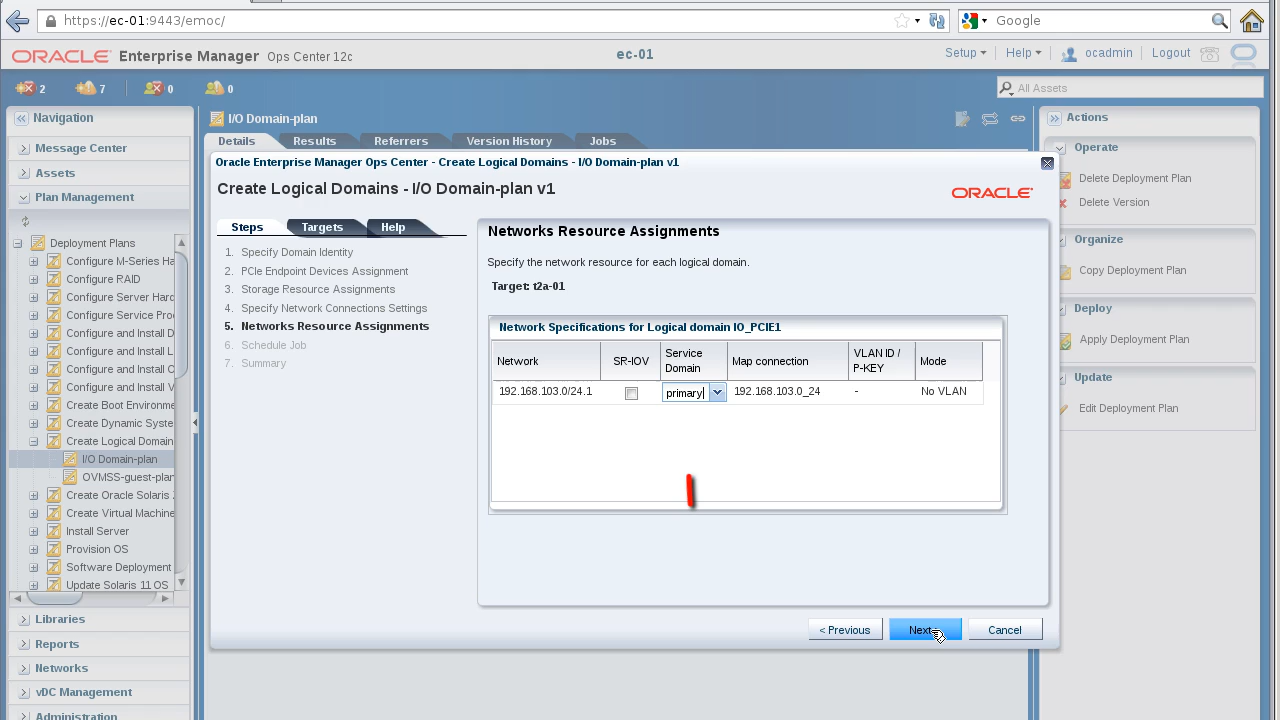 https://ec-01:9443/emoc/
Google
ORACLE Enterprise Manager Ops Center 12c
ec-01
Setup
Help
ocadmin
Logout
2
7
0
0
All Assets
Navigation
Message Center
Assets
Plan Management
Deployment Plans
Configure M-Series Ha
Configure RAID
Configure Server Hard
Configure Service Pro
Configure and Install D
Configure and Install L
Configure and Install O
Configure and Install V
Create Boot Environme
Create Dynamic Syste
Create Logical Domain
I/O Domain-plan
OVMSS-guest-plan
Create Oracle Solaris
Create Virtual Machine
Install Server
Provision OS
Software Deployment
Update Solaris 11 OS
Libraries
Reports
Networks
vDC Management
Administration
I/O Domain-plan
Details
Results
Referrers
Version History
Jobs
Oracle Enterprise Manager Ops Center - Create Logical Domains - I/O Domain-plan v1
Create Logical Domains - I/O Domain-plan v1
ORACLE
Steps
Targets
Help
1. Specify Domain Identity
2. PCIe Endpoint Devices Assignment
3. Storage Resource Assignments
4. Specify Network Connections Settings
5. Networks Resource Assignments
6. Schedule Job
7. Summary
Networks Resource Assignments
Specify the network resource for each logical domain.
Target: t2a-01
Network Specifications for Logical domain IO_PCIE1
Network
SR-IOV
Service Domain
Map connection
VLAN ID / P-KEY
Mode
192.168.103.0/24.1
primary
192.168.103.0_24
-
No VLAN
< Previous
Next
Cancel
Actions
Operate
Delete Deployment Plan
Delete Version
Organize
Copy Deployment Plan
Deploy
Apply Deployment Plan
Update
Edit Deployment Plan